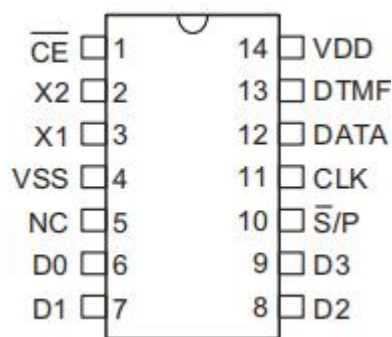 C̅E̅ 1 14 VDD
X2 2 13 DTMF
X1 3 12 DATA
VSS 4 11 CLK
NC 5 10 S̅/P
D0 6 9 D3
D1 7 8 D2